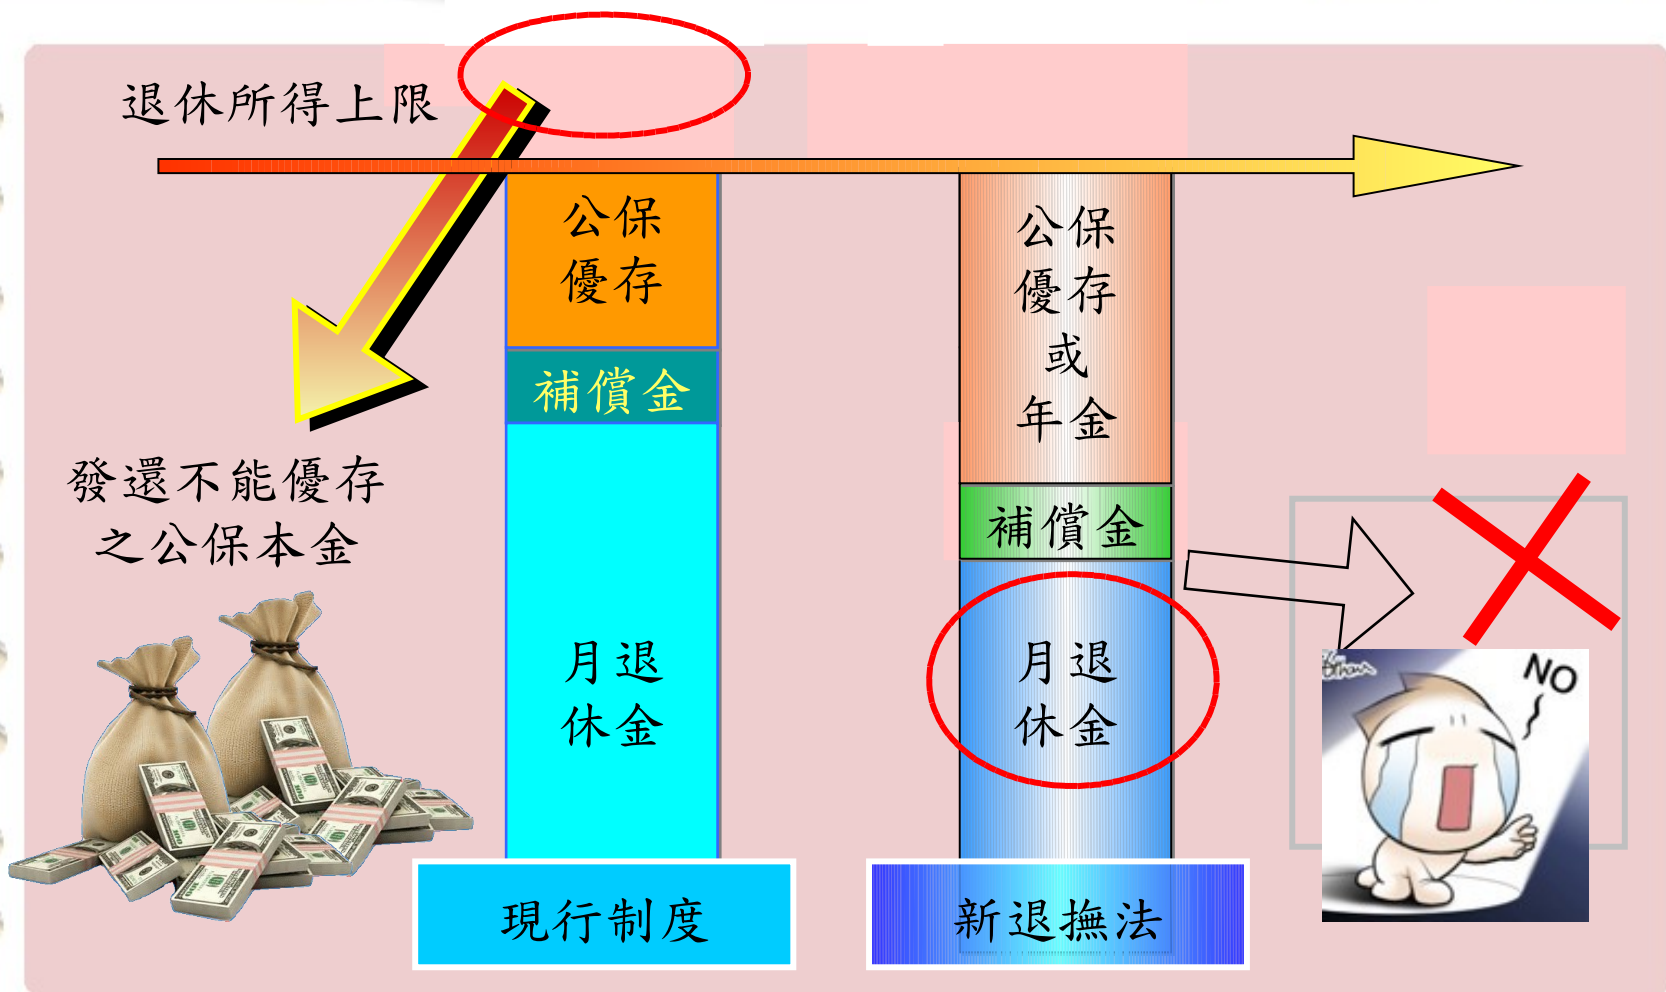 退休所得上限
公保
優存
補償金
月退
休金
現行制度
公保
優存
或
年金
補償金
月退
休金
新退撫法
發還不能優存
之公保本金
NO